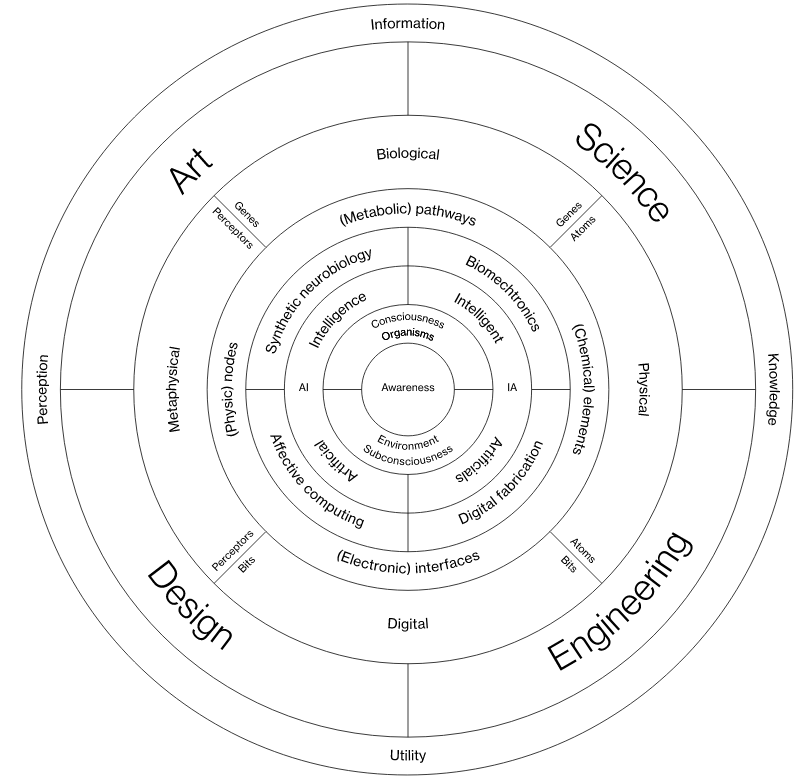 Information
Art
Science
Biological
Genes
Perceptors
Genes
Atoms
(Metabolic) pathways
Synthetic neurobiology
Biomechtronics
Intelligence
Intelligent
Consciousness
Organisms
Perception
Metaphysical
(Physic) nodes
AI
Awareness
IA
(Chemical) elements
Physical
Knowledge
Environment
Subconsciousness
Artificial
Artificials
Affective computing
Digital fabrication
(Electronic) interfaces
Perceptors
Bits
Atoms
Bits
Design
Engineering
Digital
Utility